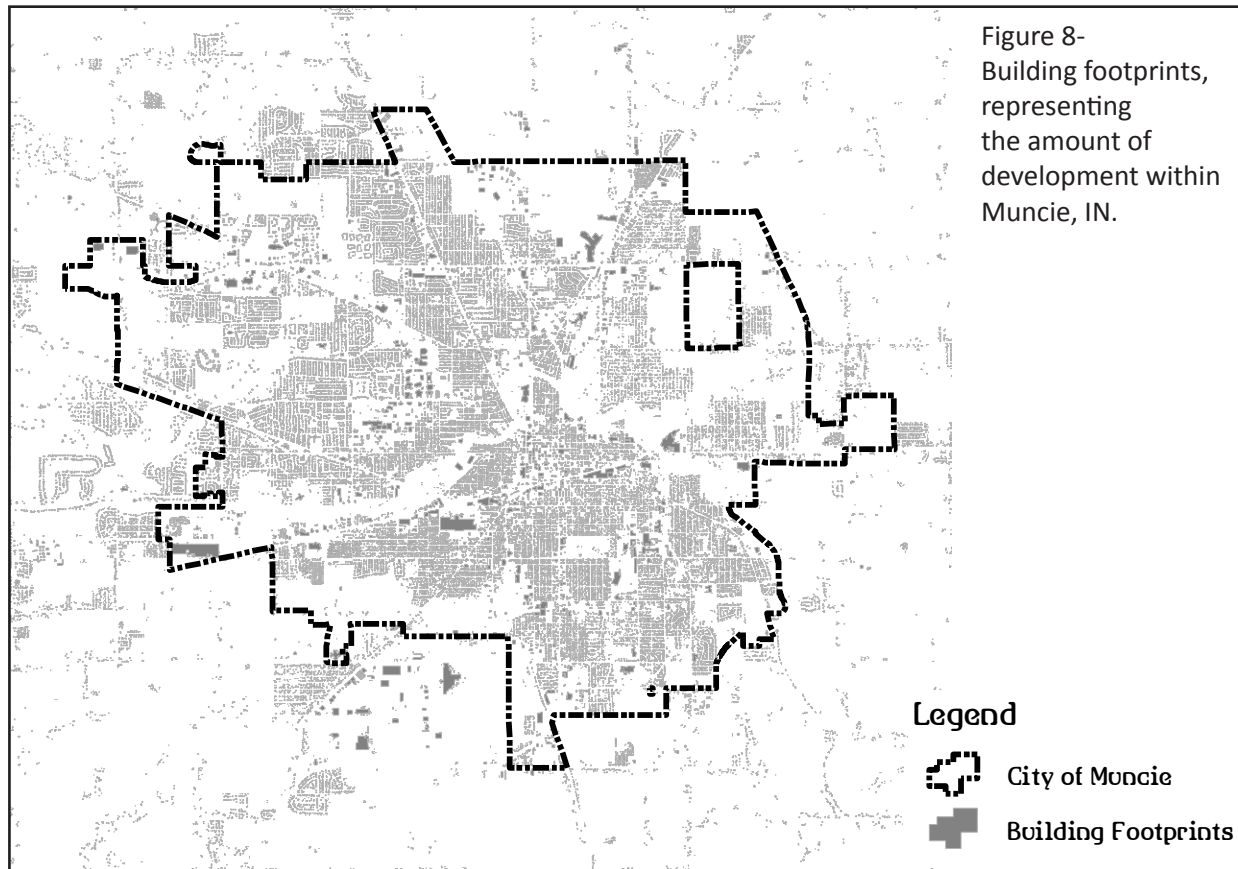 Figure 8-
Building footprints,
representing
the amount of
development within
Muncie, IN.
Legend
City of Muncie
Building Footprints